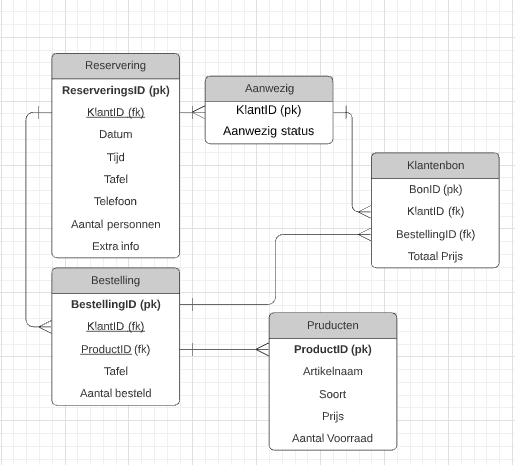 Reservering
ReserveringsID (pk)
KlantID (fk)
Datum
Tijd
Tafel
Telefoon
Aantal personnen
Extra info
Aanwezig
KlantID (pk)
Aanwezig status
Klantenbon
BonID (pk)
KlantID (fk)
BestellingID (fk)
Totaal Prijs
Bestelling
BestellingID (pk)
KlantID (fk)
ProductID (fk)
Tafel
Aantal besteld
Pruducten
ProductID (pk)
Artikelnaam
Soort
Prijs
Aantal Voorraad